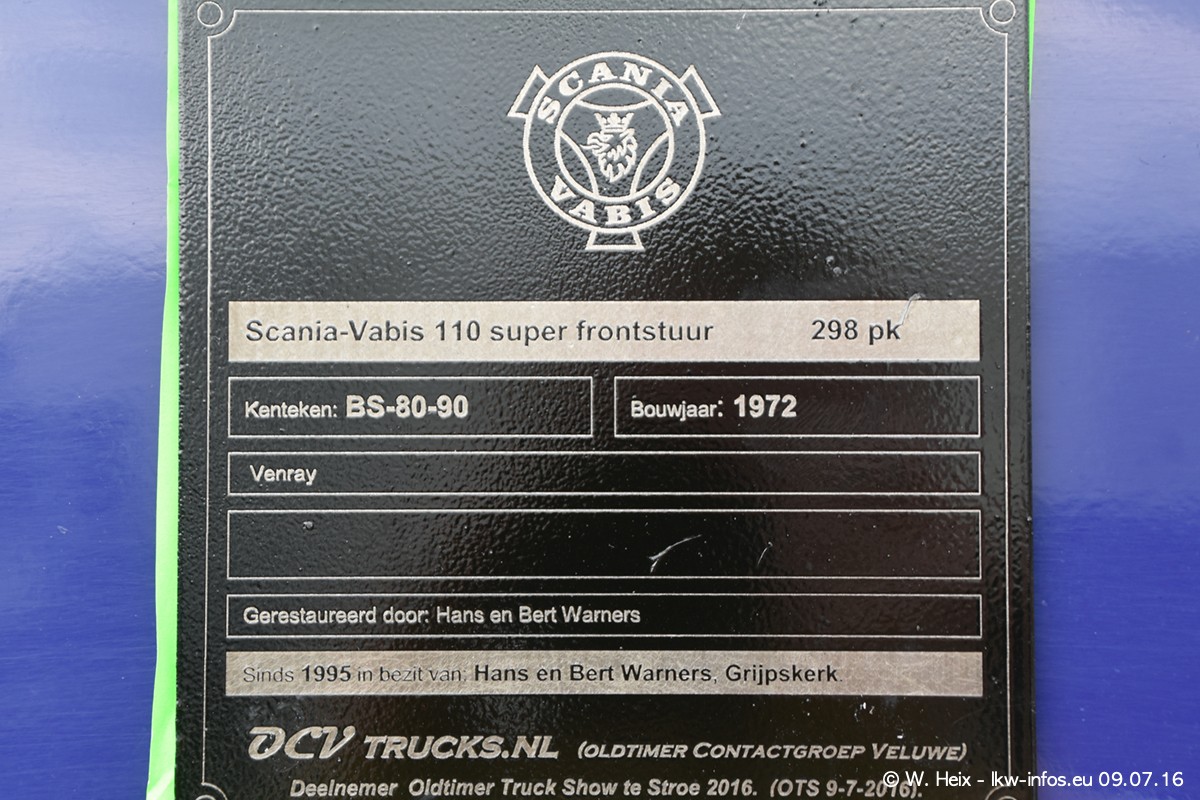 SCANIA
VABIS
Scania-Vabis 110 super frontstuur 298 pk
Kenteken: BS-80-90 Bouwjaar: 1972
Venray
Gerestaureerd door: Hans en Bert Warners
Sinds 1995 in bezit van; Hans en Bert Warners, Grijpskerk.
OCV TRUCKS.NL (OLDTIMER CONTACTGROEP VELUWE)
Deelnemer Oldtimer Truck Show te Stroe 2016. (OTS 9-7-2016).
© W. Heix - lkw-infos.eu 09.07.16